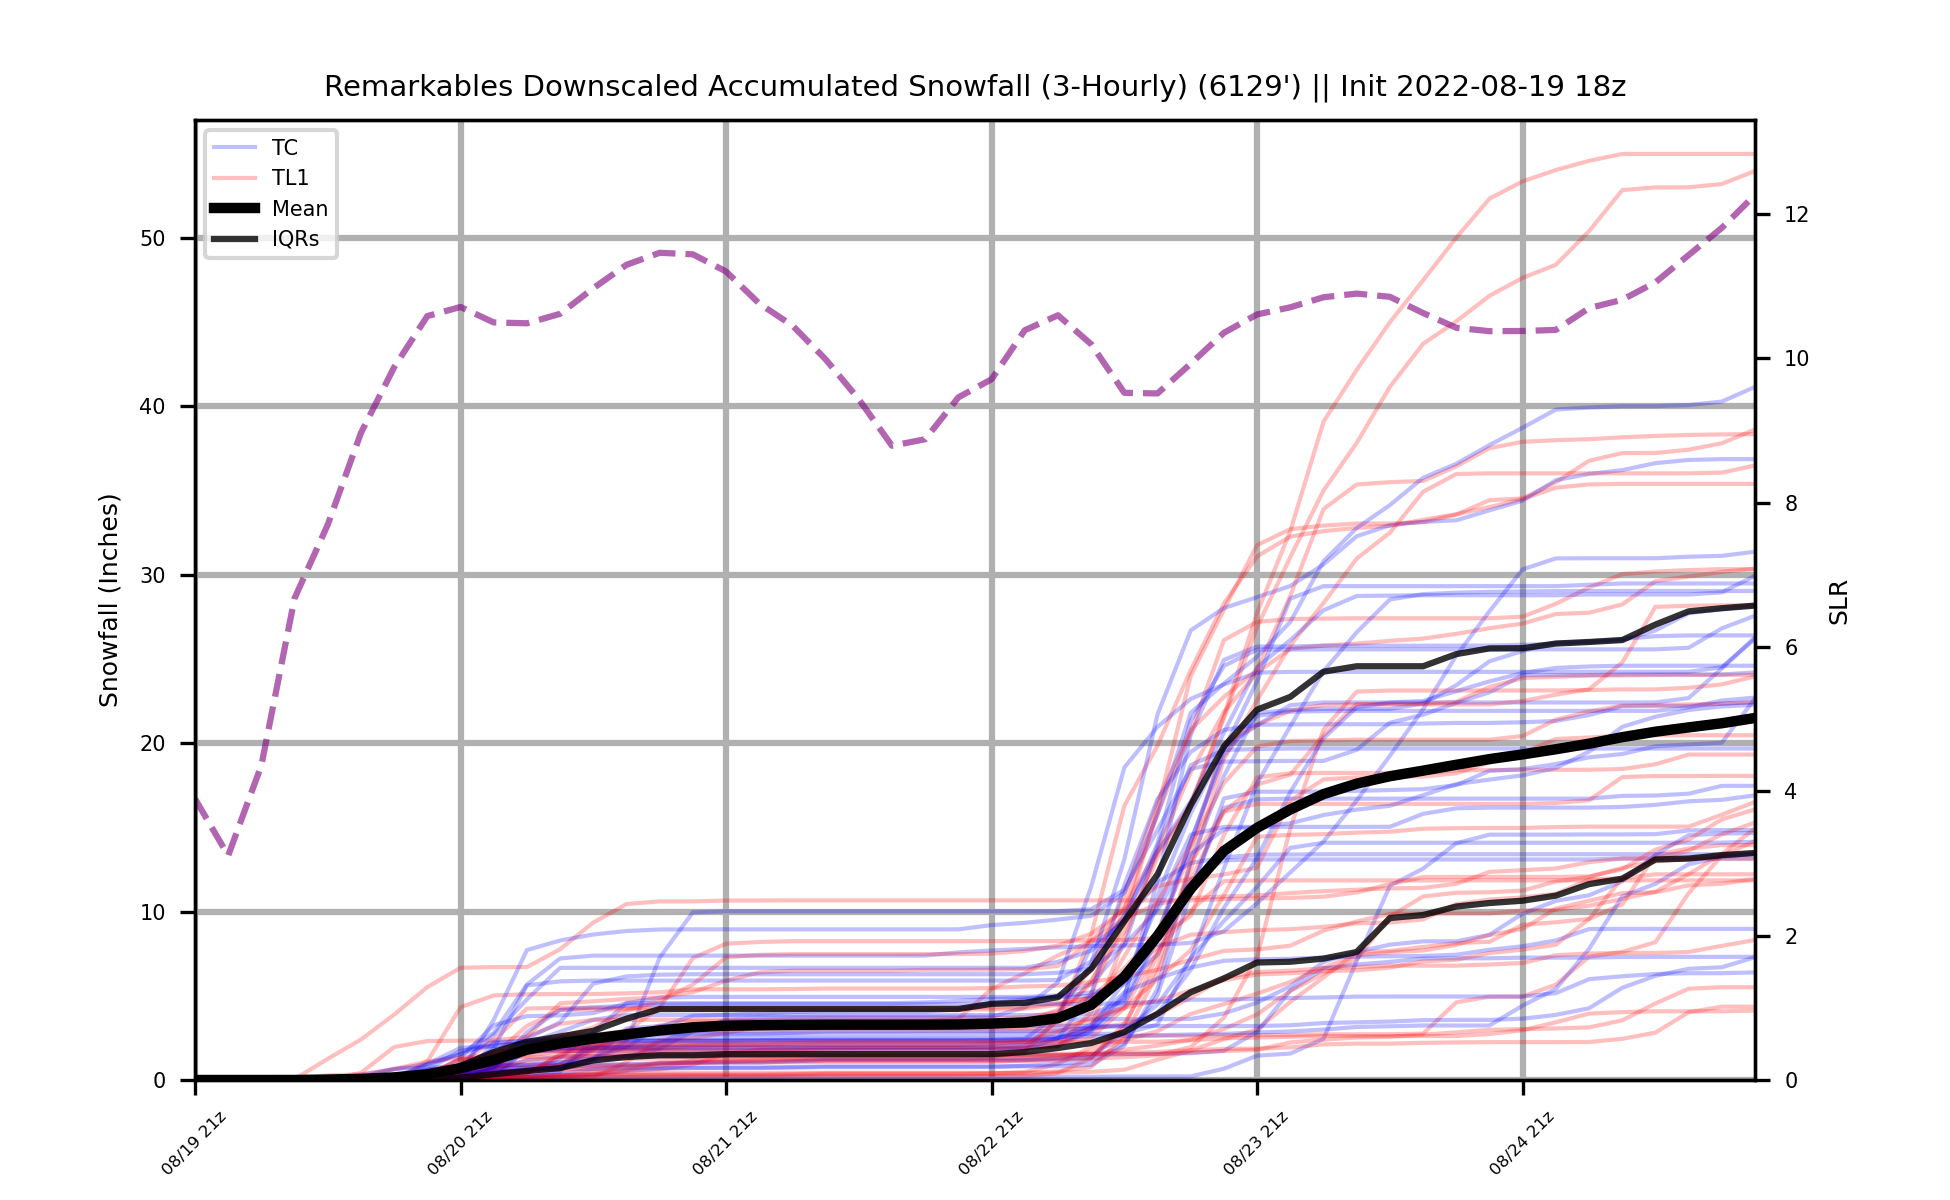 Remarkables Downscaled Accumulated Snowfall (3-Hourly) (6129') || Init 2022-08-19 18z
TC
TL1
Mean
IQRs
Snowfall (Inches)
50
40
30
20
10
0
SLR
12
10
8
6
4
2
0
08/19 21z
08/20 21z
08/21 21z
08/22 21z
08/23 21z
08/24 21z